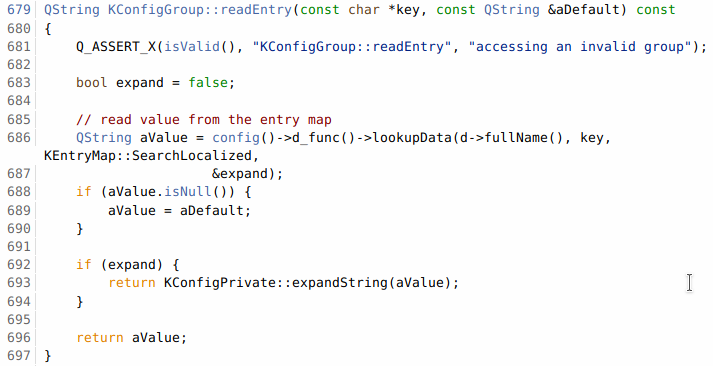 679 QString KConfigGroup::readEntry(const char *key, const QString &aDefault) const
680 {
681     Q_ASSERT_X(isValid(), "KConfigGroup::readEntry", "accessing an invalid group");
682
683     bool expand = false;
684
685     // read value from the entry map
686     QString aValue = config()->d_func()->lookupData(d->fullName(), key,
KEntryMap::SearchLocalized,
687                      &expand);
688     if (aValue.isNull()) {
689         aValue = aDefault;
690     }
691
692     if (expand) {
693         return KConfigPrivate::expandString(aValue);
694     }
695
696     return aValue;
697 }